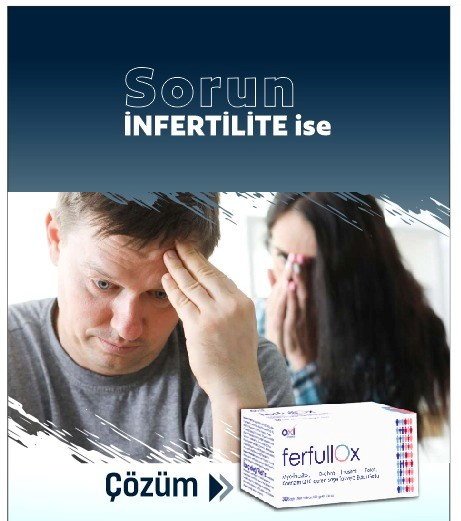 Sorun
İNFERTİLİTE ise
Çözüm
ferfullOx